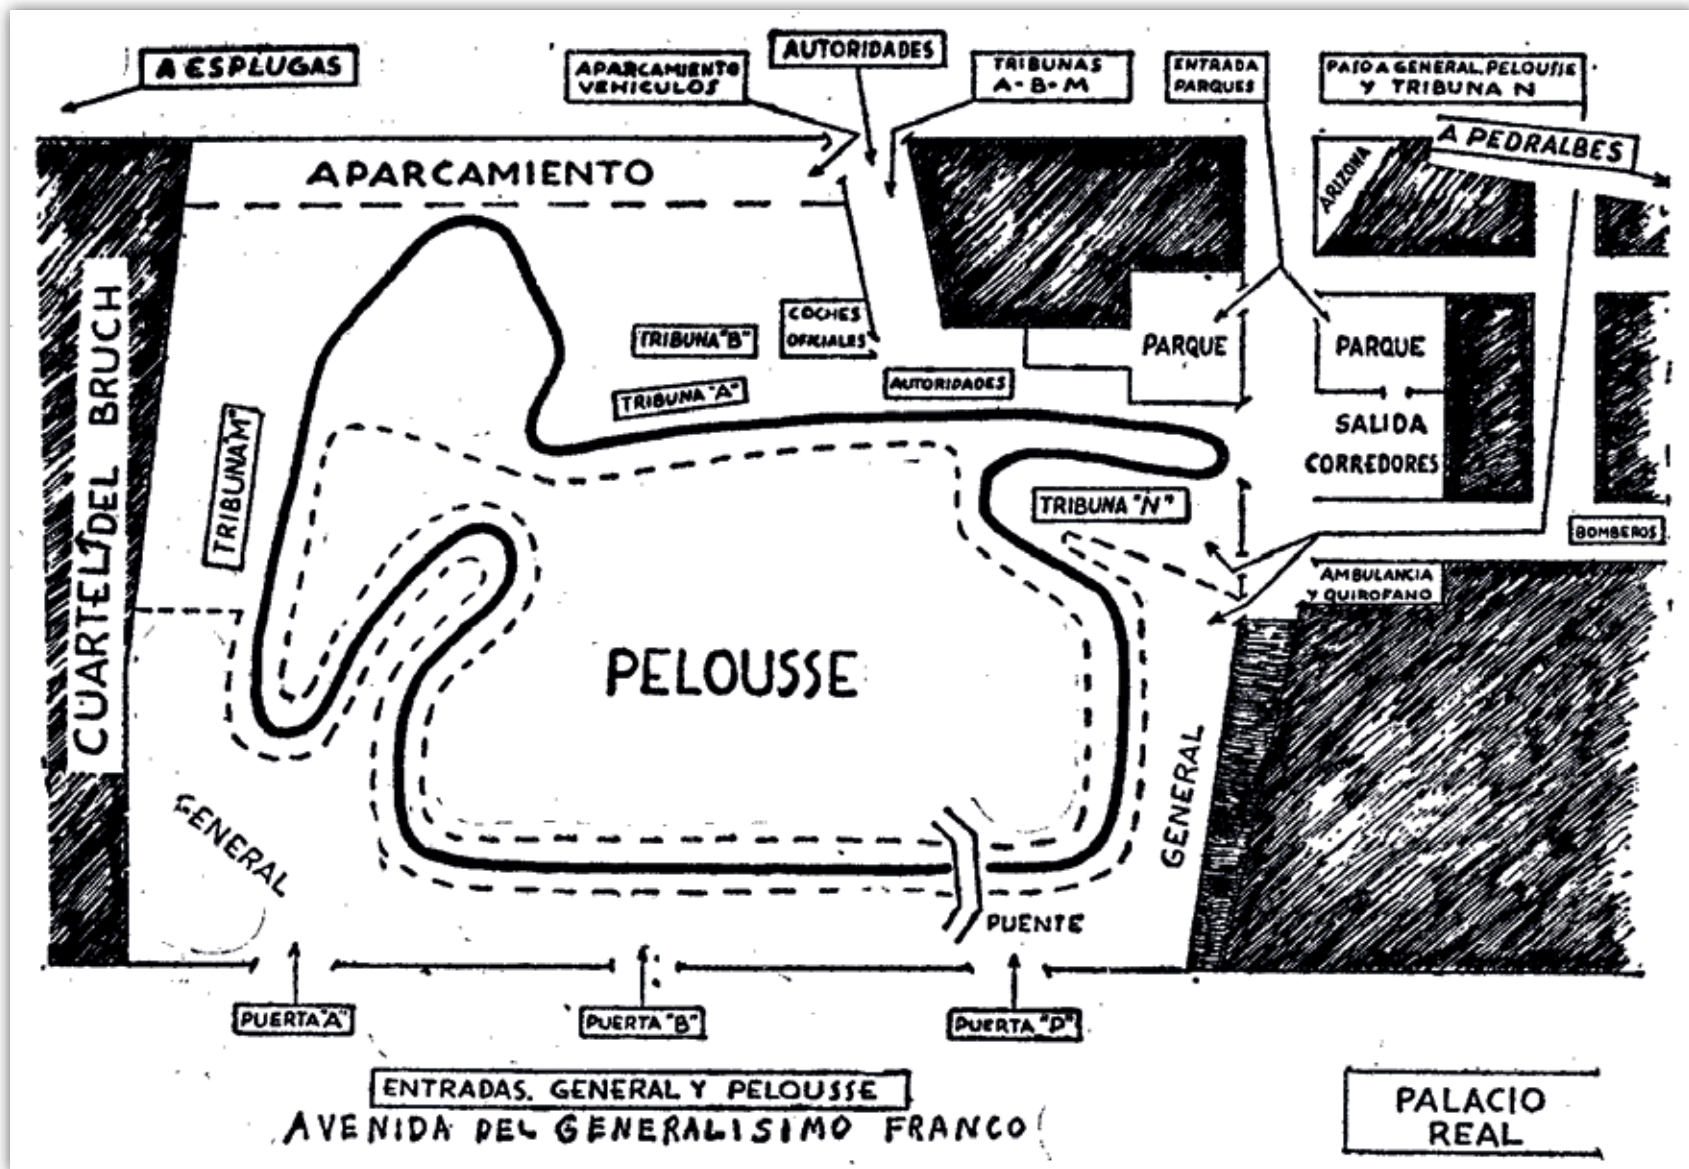 A ESPLUGAS
APARCAMIENTO
VEHICULOS
AUTORIDADES
TRIBUNAS
A-B-M
ENTRADA
PARQUES
PASO A GENERAL, PELOUSSE
Y TRIBUNA N
A PEDRALBES
ARIZONA
APARCAMIENTO
CUARTEL DEL BRUCH
COCHES
OFICIALES
TRIBUNA "B"
TRIBUNA "A"
AUTORIDADES
PARQUE
PARQUE
SALIDA
CORREDORES
TRIBUNA "M"
TRIBUNA "N"
BOMBEROS
AMBULANCIA
Y QUIROFANO
PELOUSSE
GENERAL
GENERAL
PUENTE
PUERTA "A"
PUERTA "B"
PUERTA "P"
ENTRADAS. GENERAL Y PELOUSSE
AVENIDA DEL GENERALISIMO FRANCO
PALACIO
REAL